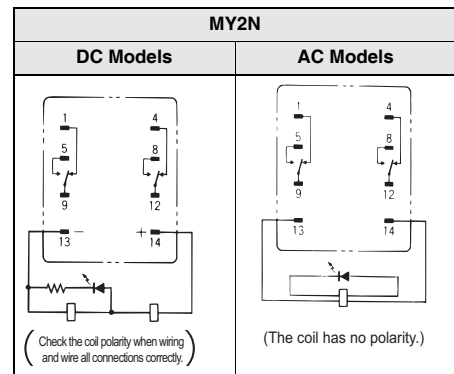 MY2N
DC Models AC Models
1 4
5 8
9 12
13 − + 14
Check the coil polarity when wiring
and wire all connections correctly.
1 4
5 8
9 12
13 14
(The coil has no polarity.)